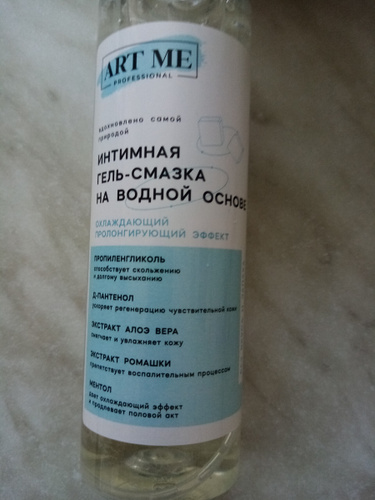 ART ME
PROFESSIONAL
вдохновлено самой
природой
ИНТИМНАЯ
ГЕЛЬ-СМАЗКА
НА ВОДНОЙ ОСНОВЕ
ОХЛАЖДАЮЩИЙ
ПРОЛОНГИРУЮЩИЙ ЭФФЕКТ
ПРОПИЛЕНГЛИКОЛЬ
способствует скольжению
и долгому высыханию
Д-ПАНТЕНОЛ
ускоряет регенерацию чувствительной кожи
ЭКСТРАКТ АЛОЭ ВЕРА
смягчает и увлажняет кожу
ЭКСТРАКТ РОМАШКИ
препятствует воспалительным процессам
МЕНТОЛ
дает охлаждающий эффект
и продлевает половой акт